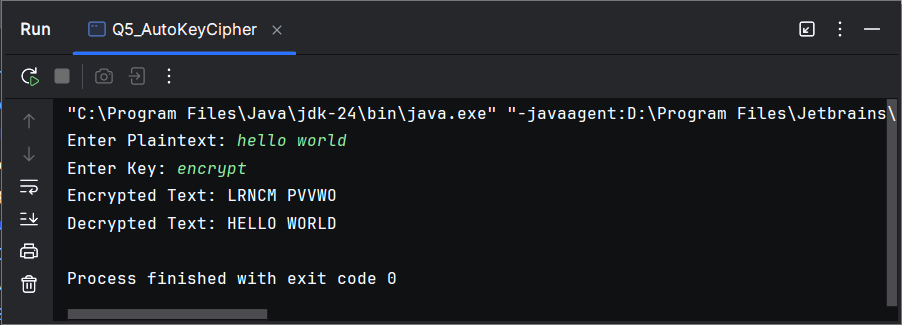 Run Q5_AutoKeyCipher
"C:\Program Files\Java\jdk-24\bin\java.exe" "-javaagent:D:\Program Files\Jetbrains\
Enter Plaintext: hello world
Enter Key: encrypt
Encrypted Text: LRNCM PVVWO
Decrypted Text: HELLO WORLD
Process finished with exit code 0